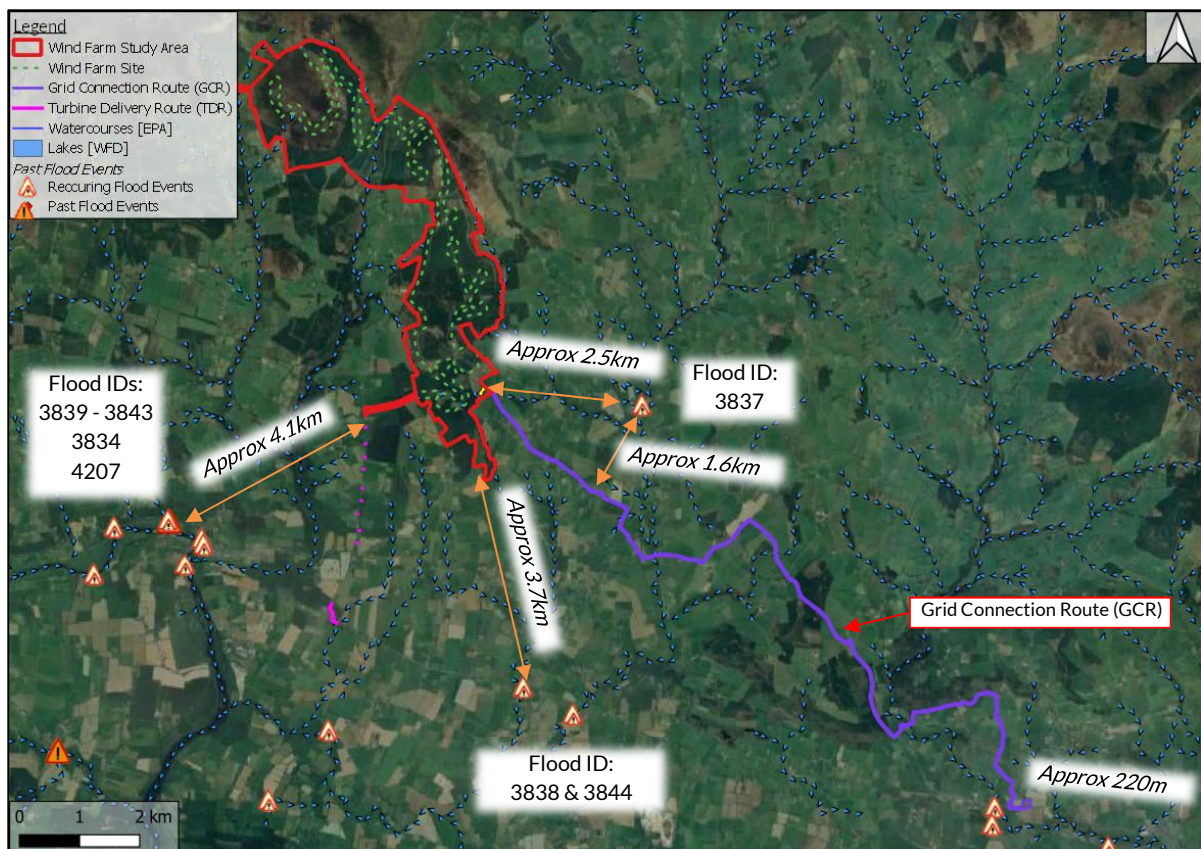 Legend
Wind Farm Study Area
Wind Farm Site
Grid Connection Route (GCR)
Turbine Delivery Route (TDR)
Watercourses [EPA]
Lakes [WFD]
Past Flood Events
Reccuring Flood Events
Past Flood Events
Approx 2.5km
Flood ID:
3837
Flood IDs:
3839 - 3843
3834
4207
Approx 4.1km
Approx 1.6km
Approx 3.7km
Grid Connection Route (GCR)
Flood ID:
3838 & 3844
Approx 220m
0 1 2 km